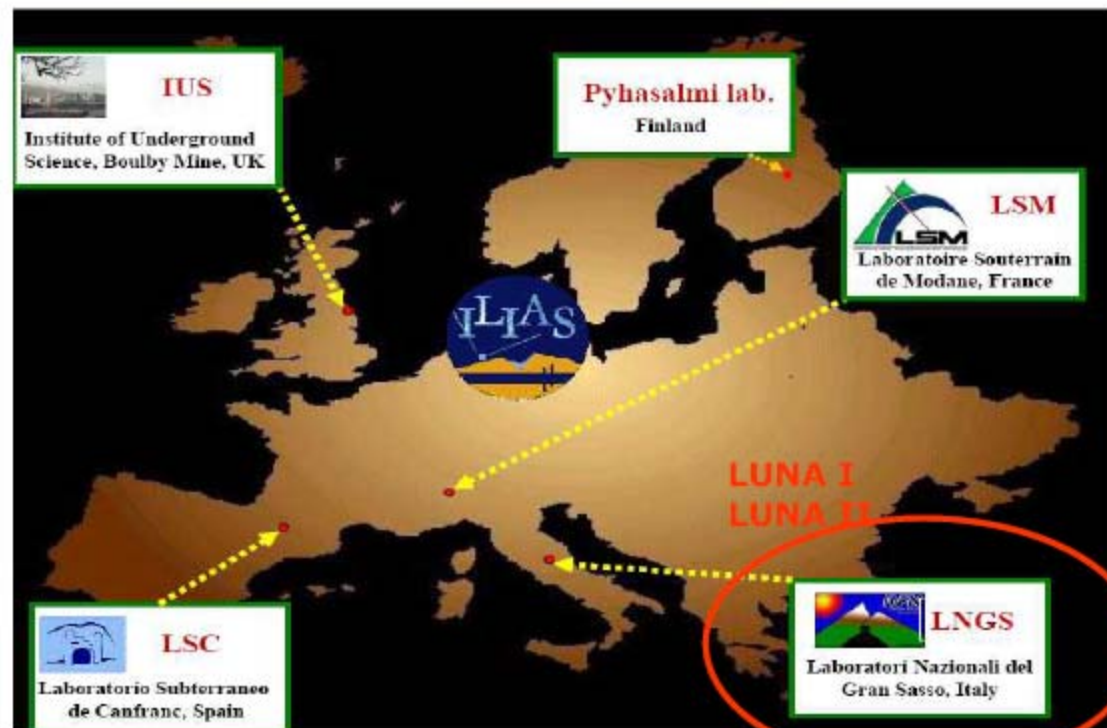 IUS
Institute of Underground
Science, Boulby Mine, UK
Pyhasalmi lab.
Finland
LSM
LSM
Laboratoire Souterrain
de Modane, France
ILIAS
LUNA I
LUNA II
LSC
Laboratorio Subterraneo
de Canfranc, Spain
LNGS
Laboratori Nazionali del
Gran Sasso, Italy